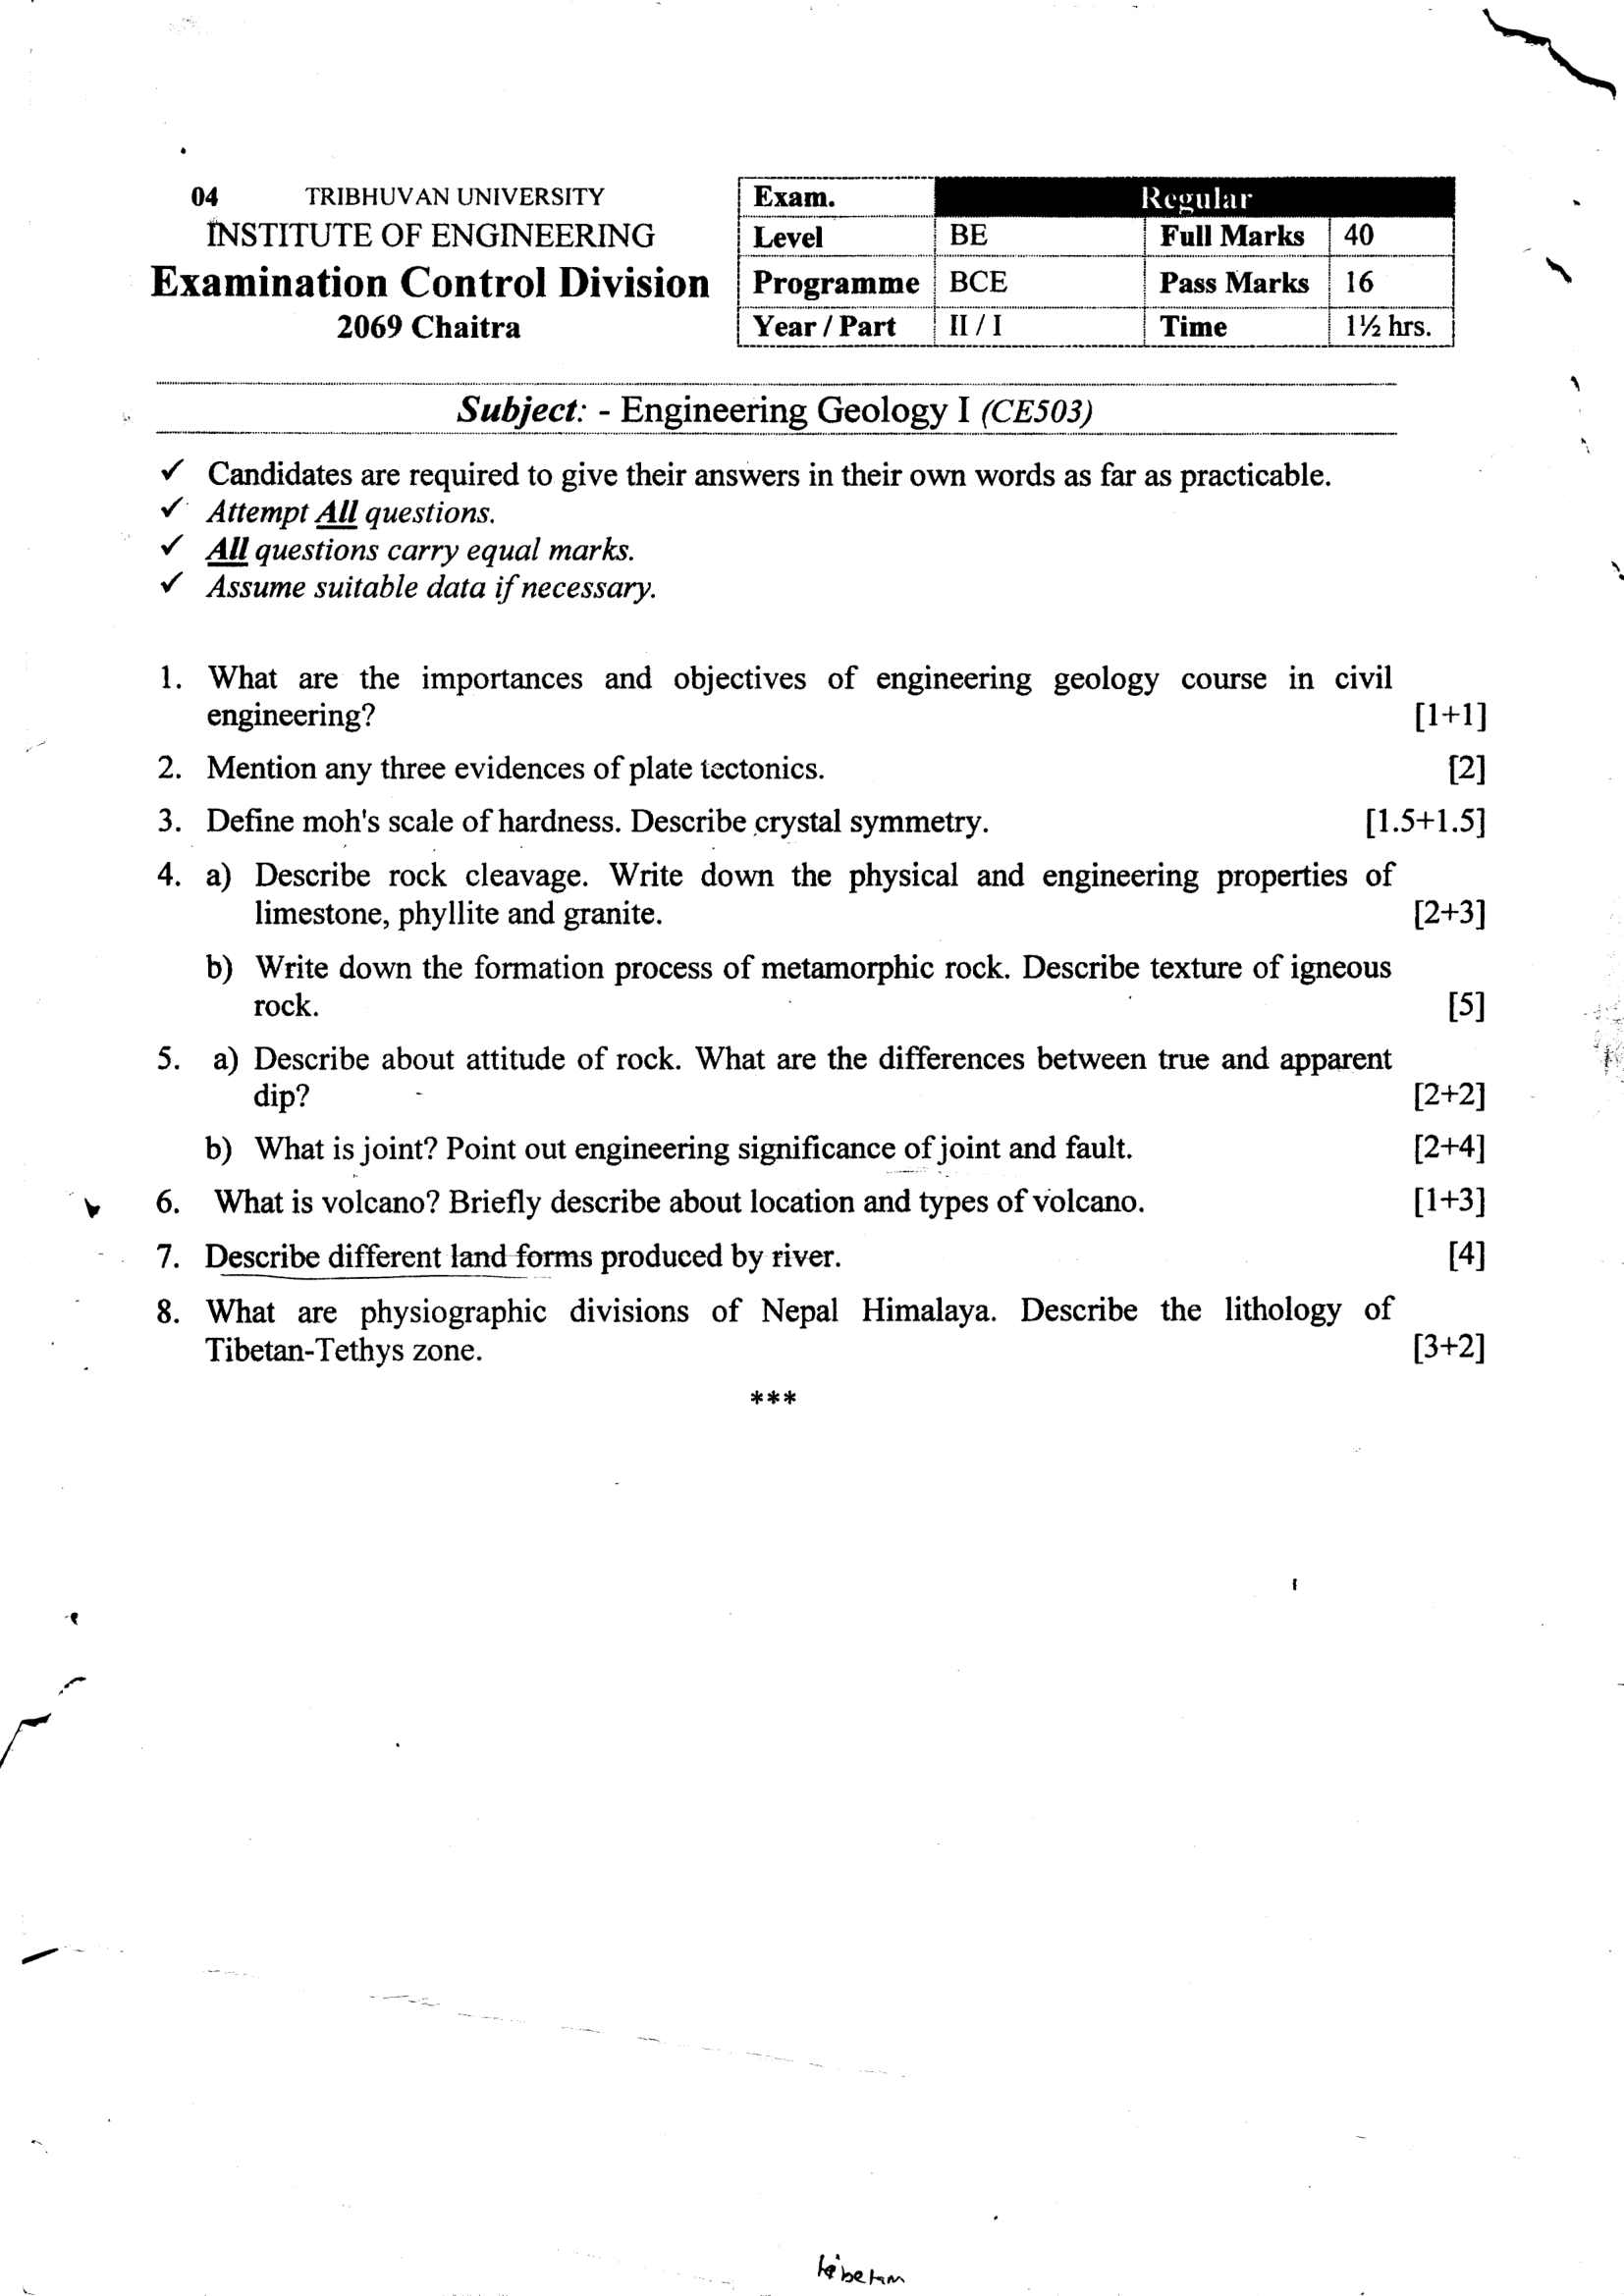 04 TRIBHUVAN UNIVERSITY
INSTITUTE OF ENGINEERING
Examination Control Division
2069 Chaitra
Exam. Regular
Level BE Full Marks 40
Programme BCE Pass Marks 16
Year / Part II / I Time 1½ hrs.
Subject: - Engineering Geology I (CE503)
✓ Candidates are required to give their answers in their own words as far as practicable.
✓ Attempt All questions.
✓ All questions carry equal marks.
✓ Assume suitable data if necessary.
1. What are the importances and objectives of engineering geology course in civil
engineering? [1+1]
2. Mention any three evidences of plate tectonics. [2]
3. Define moh's scale of hardness. Describe crystal symmetry. [1.5+1.5]
4. a) Describe rock cleavage. Write down the physical and engineering properties of
limestone, phyllite and granite. [2+3]
b) Write down the formation process of metamorphic rock. Describe texture of igneous
rock. [5]
5. a) Describe about attitude of rock. What are the differences between true and apparent
dip? [2+2]
b) What is joint? Point out engineering significance of joint and fault. [2+4]
6. What is volcano? Briefly describe about location and types of volcano. [1+3]
7. Describe different land forms produced by river. [4]
8. What are physiographic divisions of Nepal Himalaya. Describe the lithology of
Tibetan-Tethys zone. [3+2]
***